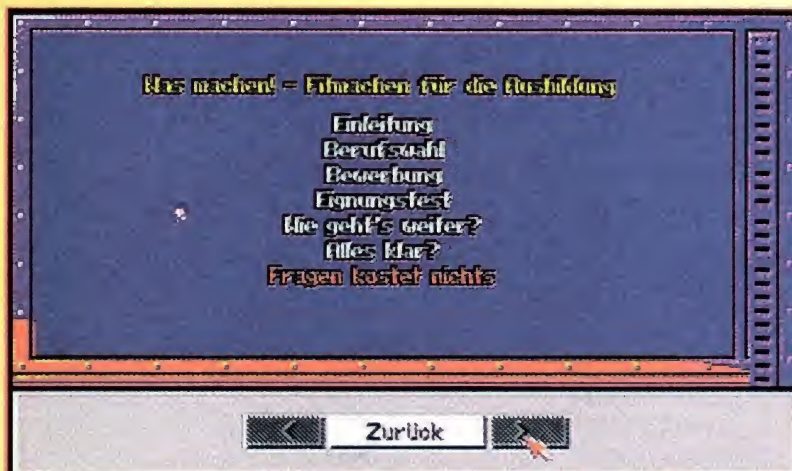 Was machen! - Fitmachen für die Ausbildung
Einleitung
Berufswahl
Bewerbung
Eignungstest
Wie geht's weiter?
Alles klar?
Fragen kostet nichts
< Zurück >